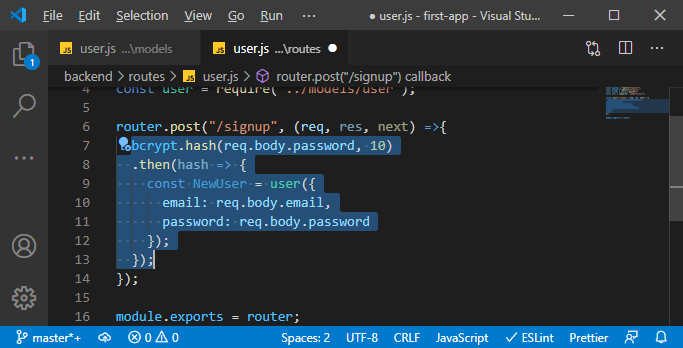 File Edit Selection View Go Run ··· user.js - first-app - Visual Stu...
JS user.js ...\models JS user.js ...\routes
1
backend > routes > JS user.js > router.post("/signup") callback
4 const user = require("../models/user");
5
6 router.post("/signup", (req, res, next) =>{
7 bcrypt.hash(req.body.password, 10)
8 .then(hash => {
9 const NewUser = user({
10 email: req.body.email,
11 password: req.body.password
12 });
13 });
14 });
15
16 module.exports = router;
master*+ 0 0 Spaces: 2 UTF-8 CRLF JavaScript ESLint Prettier